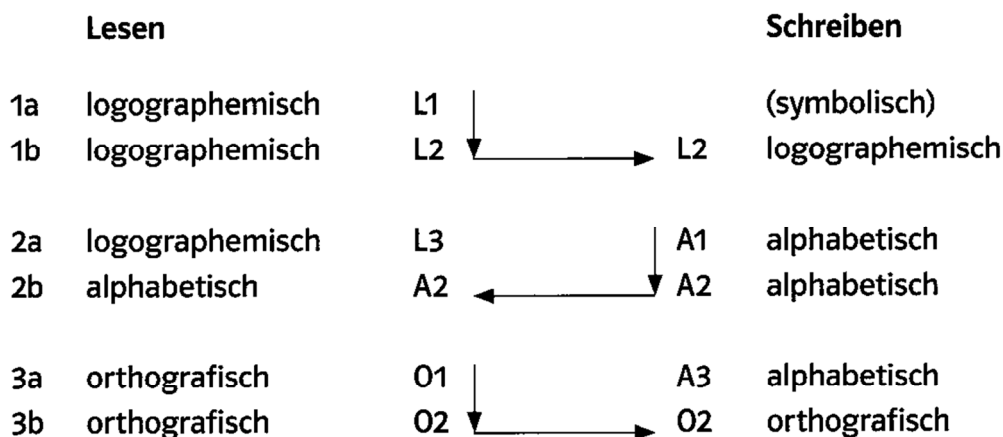 Lesen Schreiben
1a logographemisch L1 (symbolisch)
1b logographemisch L2 L2 logographemisch
2a logographemisch L3 A1 alphabetisch
2b alphabetisch A2 A2 alphabetisch
3a orthografisch O1 A3 alphabetisch
3b orthografisch O2 O2 orthografisch